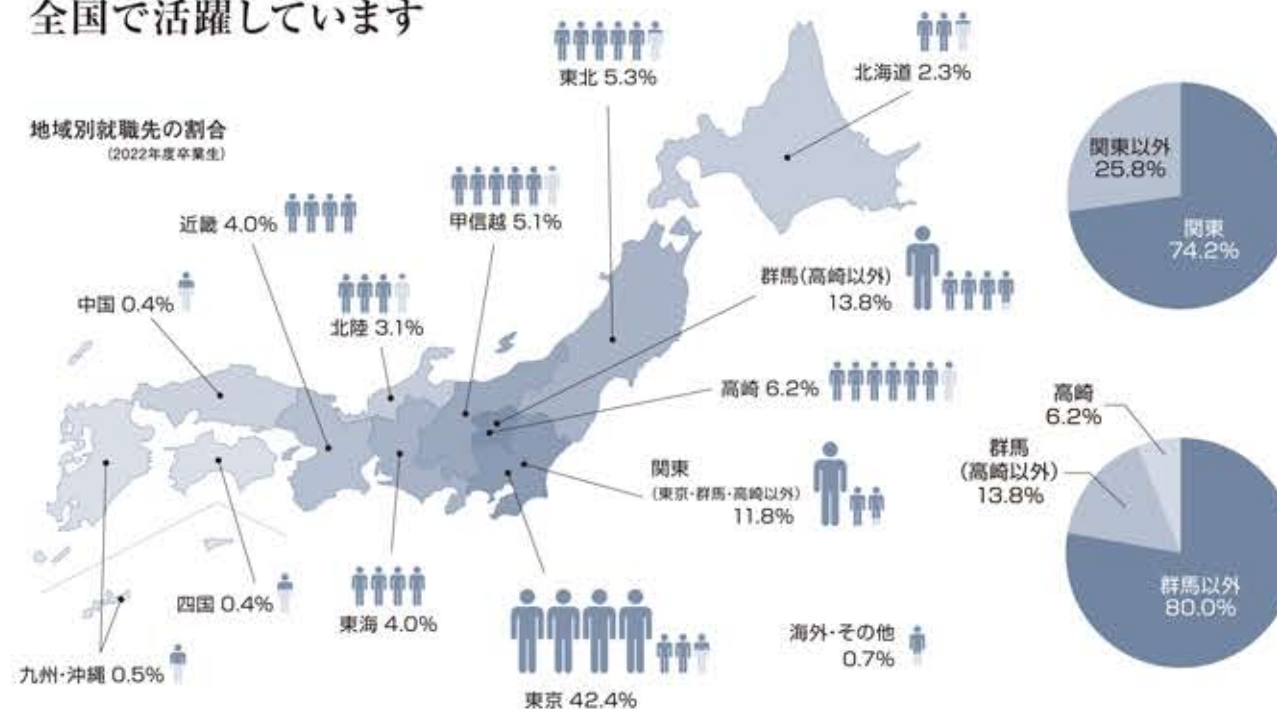 全国で活躍しています
地域別就職先の割合
(2022年度卒業生)
東北 5.3%
北海道 2.3%
甲信越 5.1%
近畿 4.0%
中国 0.4%
北陸 3.1%
群馬(高崎以外)
13.8%
高崎 6.2%
関東
(東京・群馬・高崎以外)
11.8%
四国 0.4%
東海 4.0%
九州・沖縄 0.5%
東京 42.4%
海外・その他
0.7%
関東以外
25.8%
関東
74.2%
高崎
6.2%
群馬
(高崎以外)
13.8%
群馬以外
80.0%